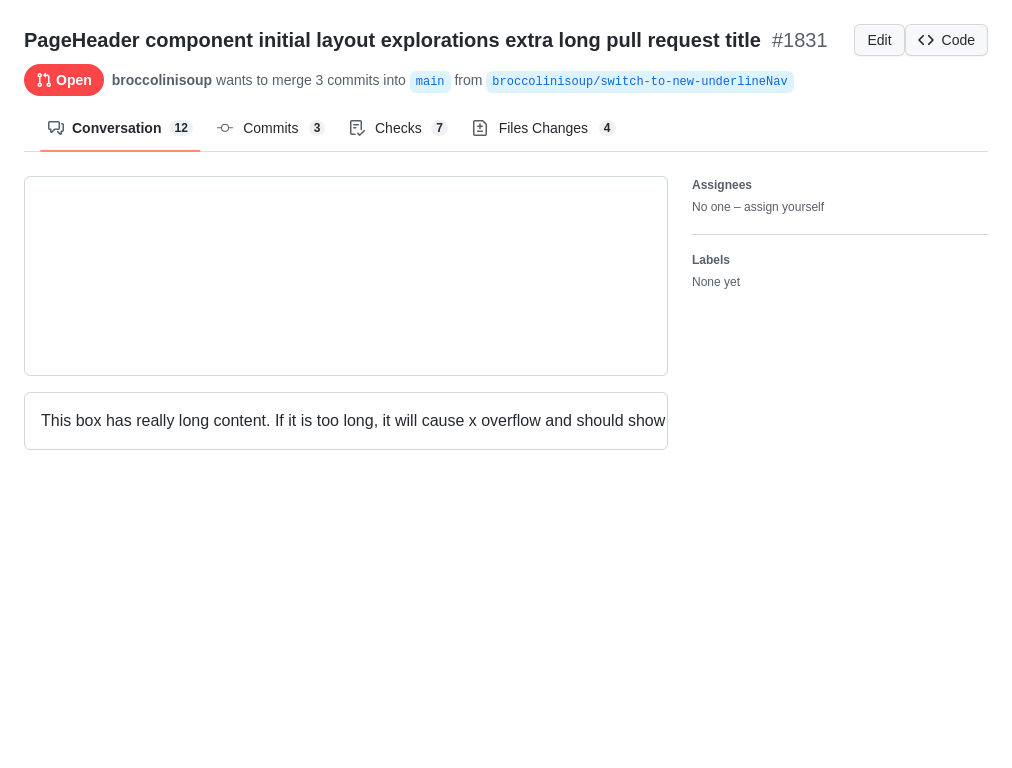 PageHeader component initial layout explorations extra long pull request title #1831
Edit
Code
Open
broccolinisoup wants to merge 3 commits into main from broccolinisoup/switch-to-new-underlineNav
Conversation 12
Commits 3
Checks 7
Files Changes 4
Assignees
No one – assign yourself
Labels
None yet
This box has really long content. If it is too long, it will cause x overflow and should show